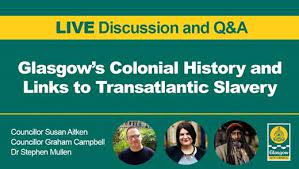 LIVE Discussion and Q&A
Glasgow's Colonial History and
Links to Transatlantic Slavery
Councillor Susan Aitken
Councillor Graham Campbell
Dr Stephen Mullen
Glasgow